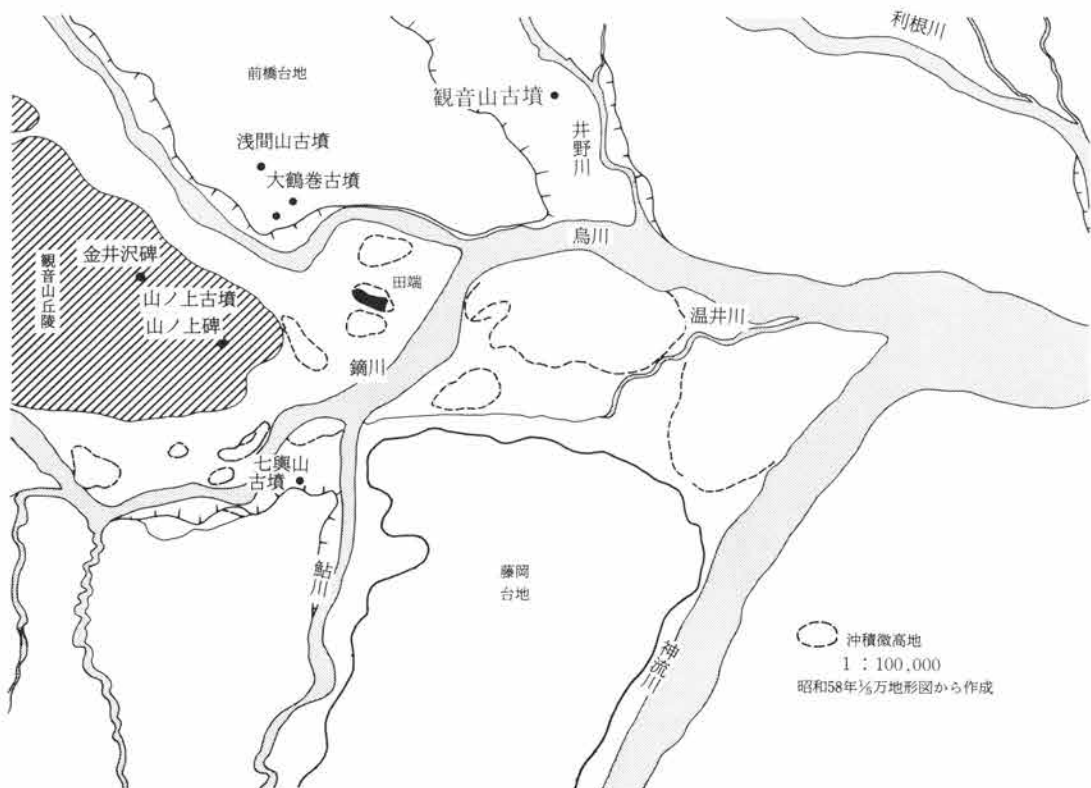 利根川
前橋台地
観音山古墳
井野川
浅間山古墳
大鶴巻古墳
烏川
金井沢碑
観音山丘陵
田端
山ノ上古墳
山ノ上碑
温井川
鏑川
七輿山
古墳
鮎川
藤岡
台地
神流川
沖積微高地
1:100,000
昭和58年⅕万地形図から作成